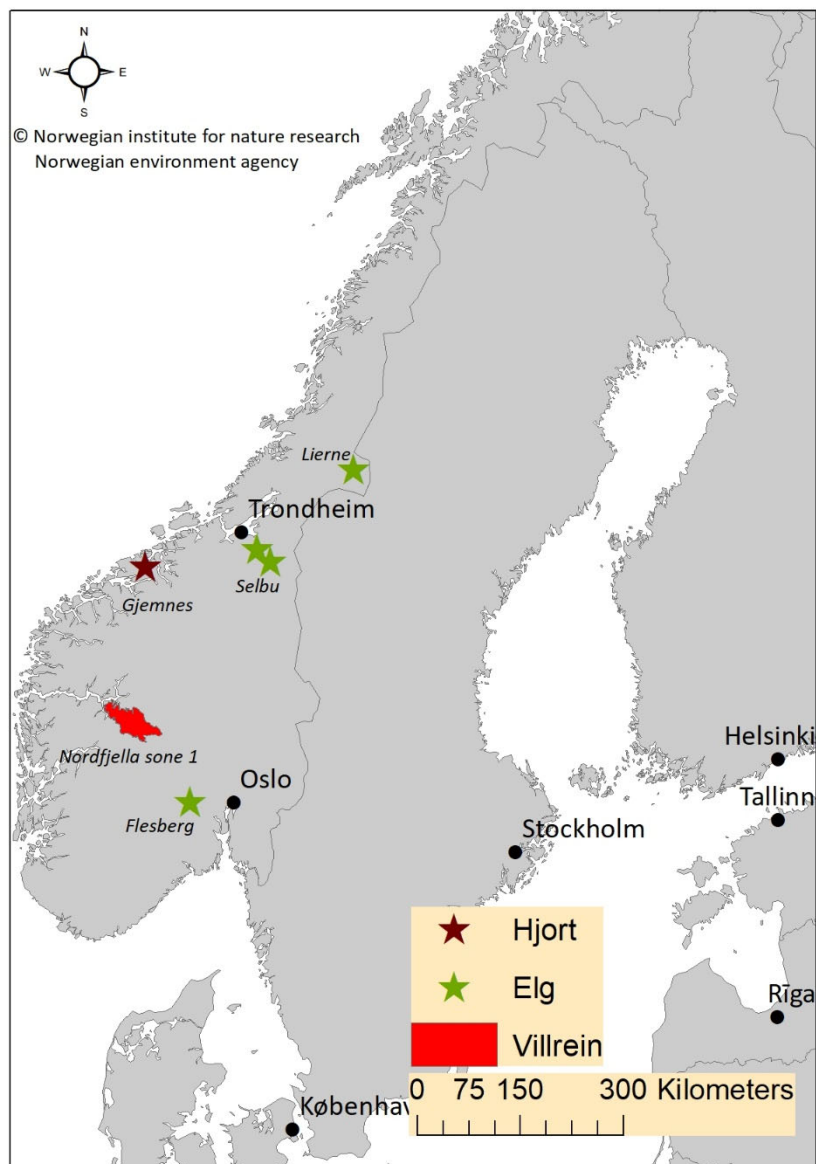 N
W E
S
© Norwegian institute for nature research
Norwegian environment agency
Lierne
Trondheim
Selbu
Gjemnes
Nordfjella sone 1
Helsinki
Oslo
Tallinn
Flesberg
Stockholm
Hjort
Elg
Rīga
Villrein
0 75 150 300 Kilometers
Københav